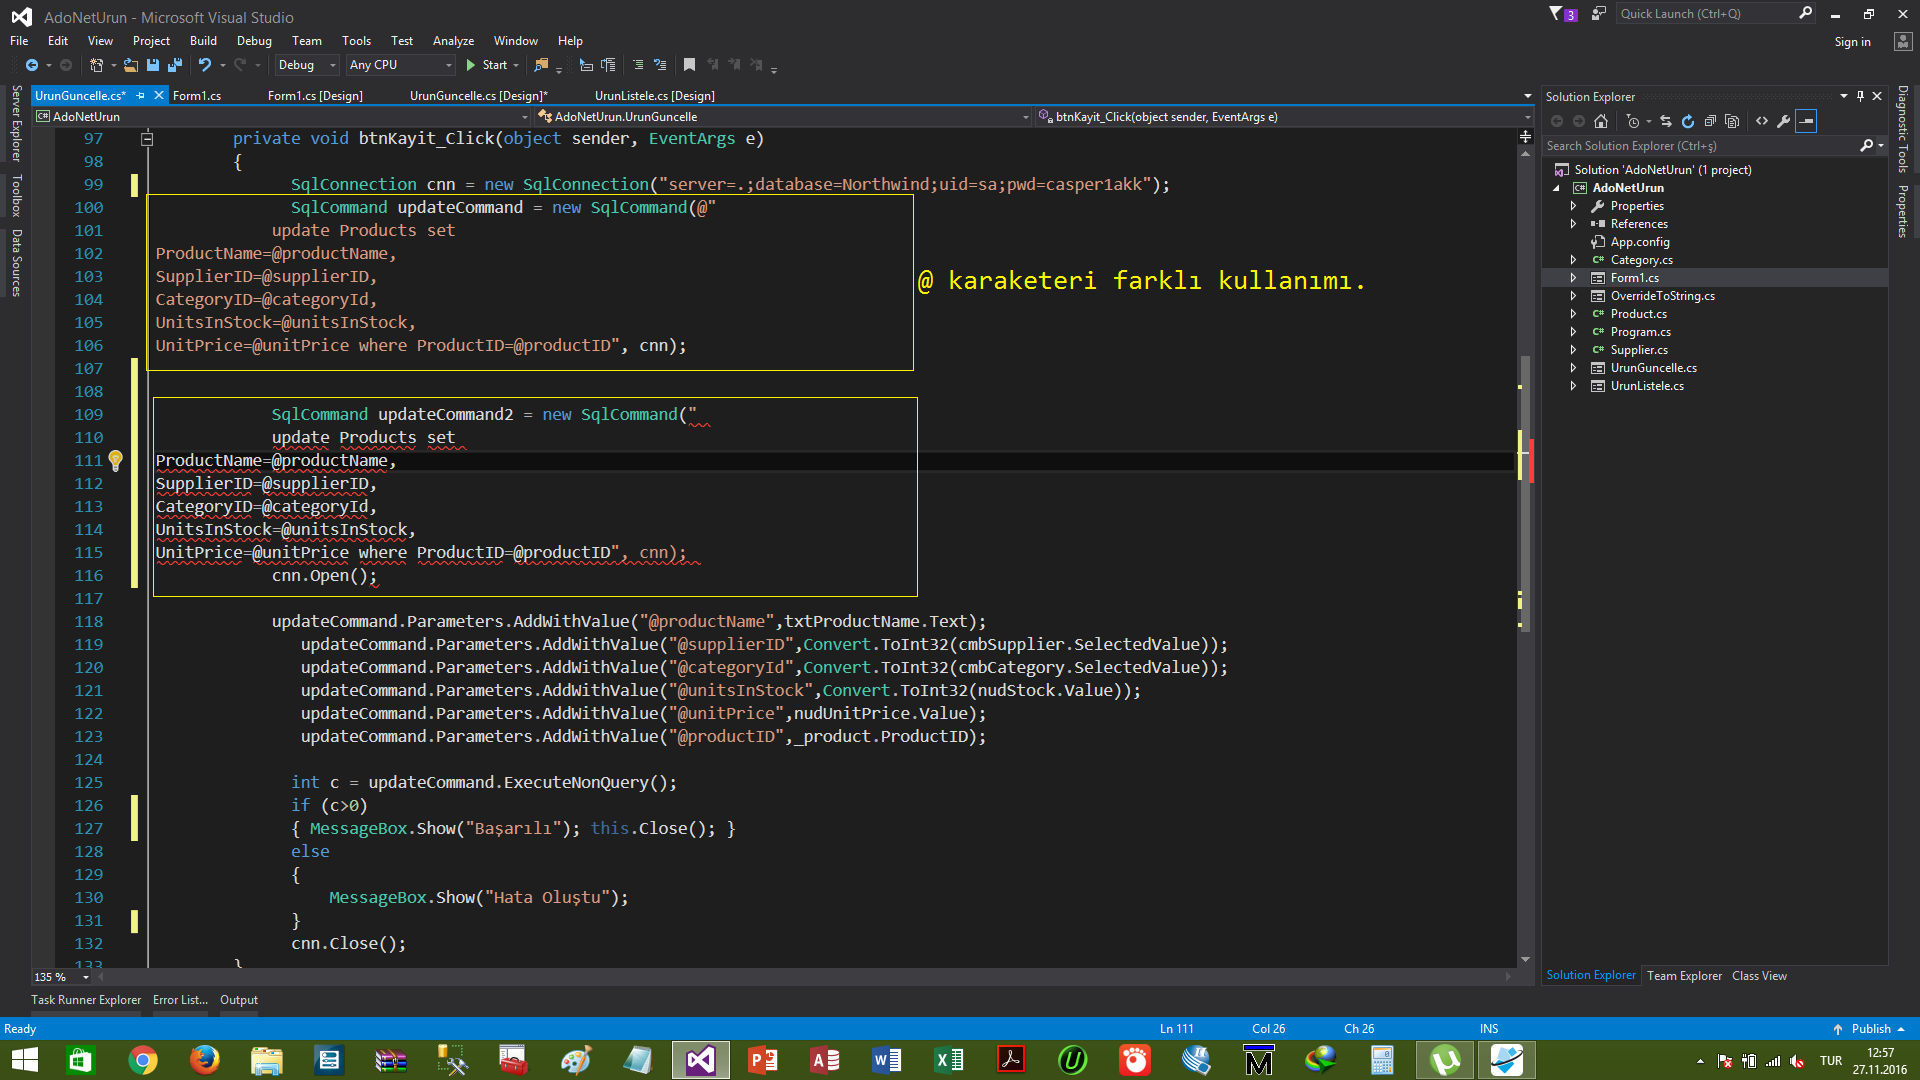 AdoNetUrun - Microsoft Visual Studio
3
Quick Launch (Ctrl+Q)
File Edit View Project Build Debug Team Tools Test Analyze Window Help
Sign in
Debug Any CPU Start
UrunGuncelle.cs* Form1.cs Form1.cs [Design] UrunGuncelle.cs [Design]* UrunListele.cs [Design]
AdoNetUrun AdoNetUrun.UrunGuncelle btnKayit_Click(object sender, EventArgs e)
Server Explorer
Toolbox
Data Sources
97 private void btnKayit_Click(object sender, EventArgs e)
98 {
99 SqlConnection cnn = new SqlConnection("server=.;database=Northwind;uid=sa;pwd=casper1akk");
100 SqlCommand updateCommand = new SqlCommand(@"
101 update Products set
102 ProductName=@productName,
103 SupplierID=@supplierID,
104 CategoryID=@categoryId,
105 UnitsInStock=@unitsInStock,
106 UnitPrice=@unitPrice where ProductID=@productID", cnn);
@ karaketeri farklı kullanımı.
107
108
109 SqlCommand updateCommand2 = new SqlCommand("
110 update Products set
111 ProductName=@productName,
112 SupplierID=@supplierID,
113 CategoryID=@categoryId,
114 UnitsInStock=@unitsInStock,
115 UnitPrice=@unitPrice where ProductID=@productID", cnn);
116 cnn.Open();
117
118 updateCommand.Parameters.AddWithValue("@productName",txtProductName.Text);
119 updateCommand.Parameters.AddWithValue("@supplierID",Convert.ToInt32(cmbSupplier.SelectedValue));
120 updateCommand.Parameters.AddWithValue("@categoryId",Convert.ToInt32(cmbCategory.SelectedValue));
121 updateCommand.Parameters.AddWithValue("@unitsInStock",Convert.ToInt32(nudStock.Value));
122 updateCommand.Parameters.AddWithValue("@unitPrice",nudUnitPrice.Value);
123 updateCommand.Parameters.AddWithValue("@productID",_product.ProductID);
124
125 int c = updateCommand.ExecuteNonQuery();
126 if (c>0)
127 { MessageBox.Show("Başarılı"); this.Close(); }
128 else
129 {
130 MessageBox.Show("Hata Oluştu");
131 }
132 cnn.Close();
133 }
135 %
Solution Explorer
Search Solution Explorer (Ctrl+ş)
Solution 'AdoNetUrun' (1 project)
AdoNetUrun
Properties
References
App.config
Category.cs
Form1.cs
OverrideToString.cs
Product.cs
Program.cs
Supplier.cs
UrunGuncelle.cs
UrunListele.cs
Solution Explorer Team Explorer Class View
Diagnostic Tools
Properties
Task Runner Explorer Error List... Output
Ready Ln 111 Col 26 Ch 26 INS Publish
TUR
12:57
27.11.2016